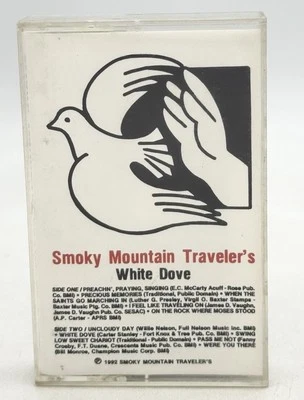 Smoky Mountain Traveler's
White Dove
SIDE ONE / PREACHIN', PRAYING, SINGING (E.C. McCarty Acuff - Rose Pub.
Co. BMI) • PRECIOUS MEMORIES (Traditional, Public Domain) • WHEN THE
SAINTS GO MARCHING IN (Luther G. Presley, Virgil O. Baxter Stamps -
Baxter Music Ptg. Co. BMI) • I FEEL LIKE TRAVELING ON (James D. Vaughn,
James D. Vaughn Pub Co. SESAC) • ON THE ROCK WHERE MOSES STOOD
(A.P. Carter - APRS BMI)
SIDE TWO / UNCLOUDY DAY (Willie Nelson, Full Nelson Music Inc. BMI)
• WHITE DOVE (Carter Stanley - Fort Knox & Tree Pub. Co. BMI) • SWING
LOW SWEET CHARIOT (Traditional - Public Domain) • PASS ME NOT (Fanny
Crosby, F.T. Duane, Crescente Music Pub. Co. BMI) • WERE YOU THERE
(Bill Monroe, Champion Music Corp. BMI)
SMOKY MOUNTAIN TRAVELER'S